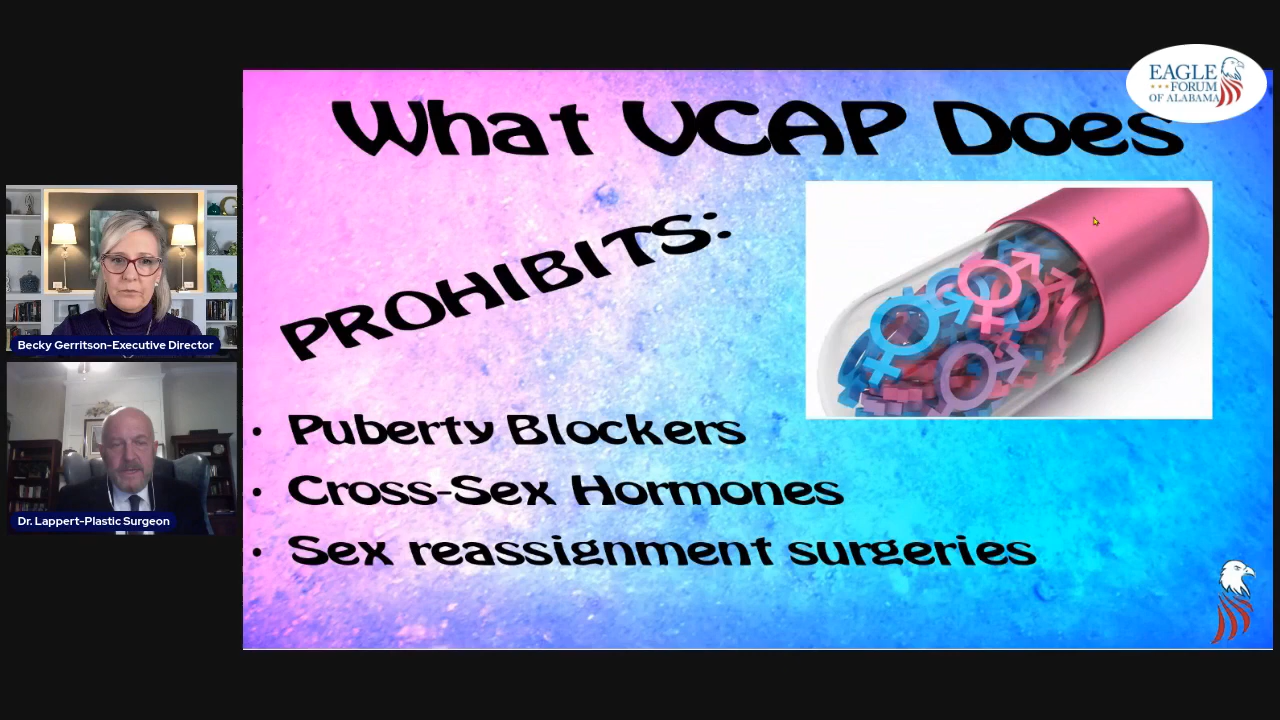 EAGLE
FORUM
OF ALABAMA
What VCAP Does
PROHIBITS:
• Puberty Blockers
• Cross-Sex Hormones
• Sex reassignment surgeries
Becky Gerritson-Executive Director
Dr. Lappert-Plastic Surgeon